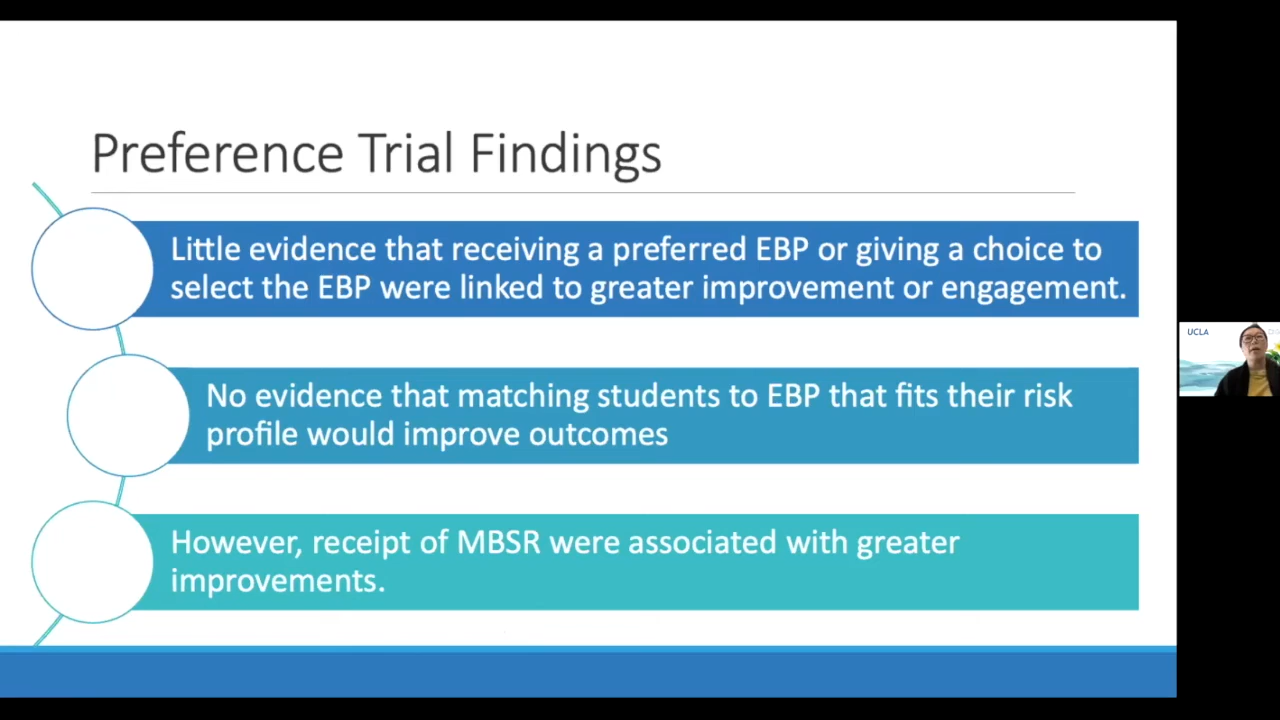 Preference Trial Findings
Little evidence that receiving a preferred EBP or giving a choice to
select the EBP were linked to greater improvement or engagement.
No evidence that matching students to EBP that fits their risk
profile would improve outcomes
However, receipt of MBSR were associated with greater
improvements.
UCLA